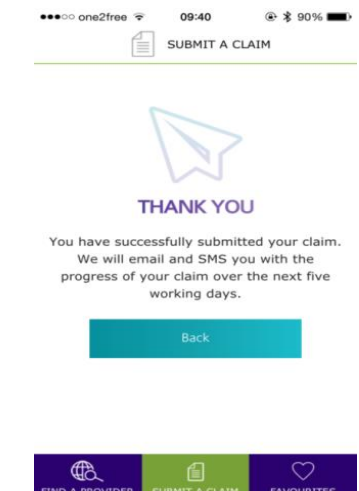 one2free 09:40 90%
SUBMIT A CLAIM
THANK YOU
You have successfully submitted your claim.
We will email and SMS you with the
progress of your claim over the next five
working days.
Back
FIND A PROVIDER SUBMIT A CLAIM FAVOURITES